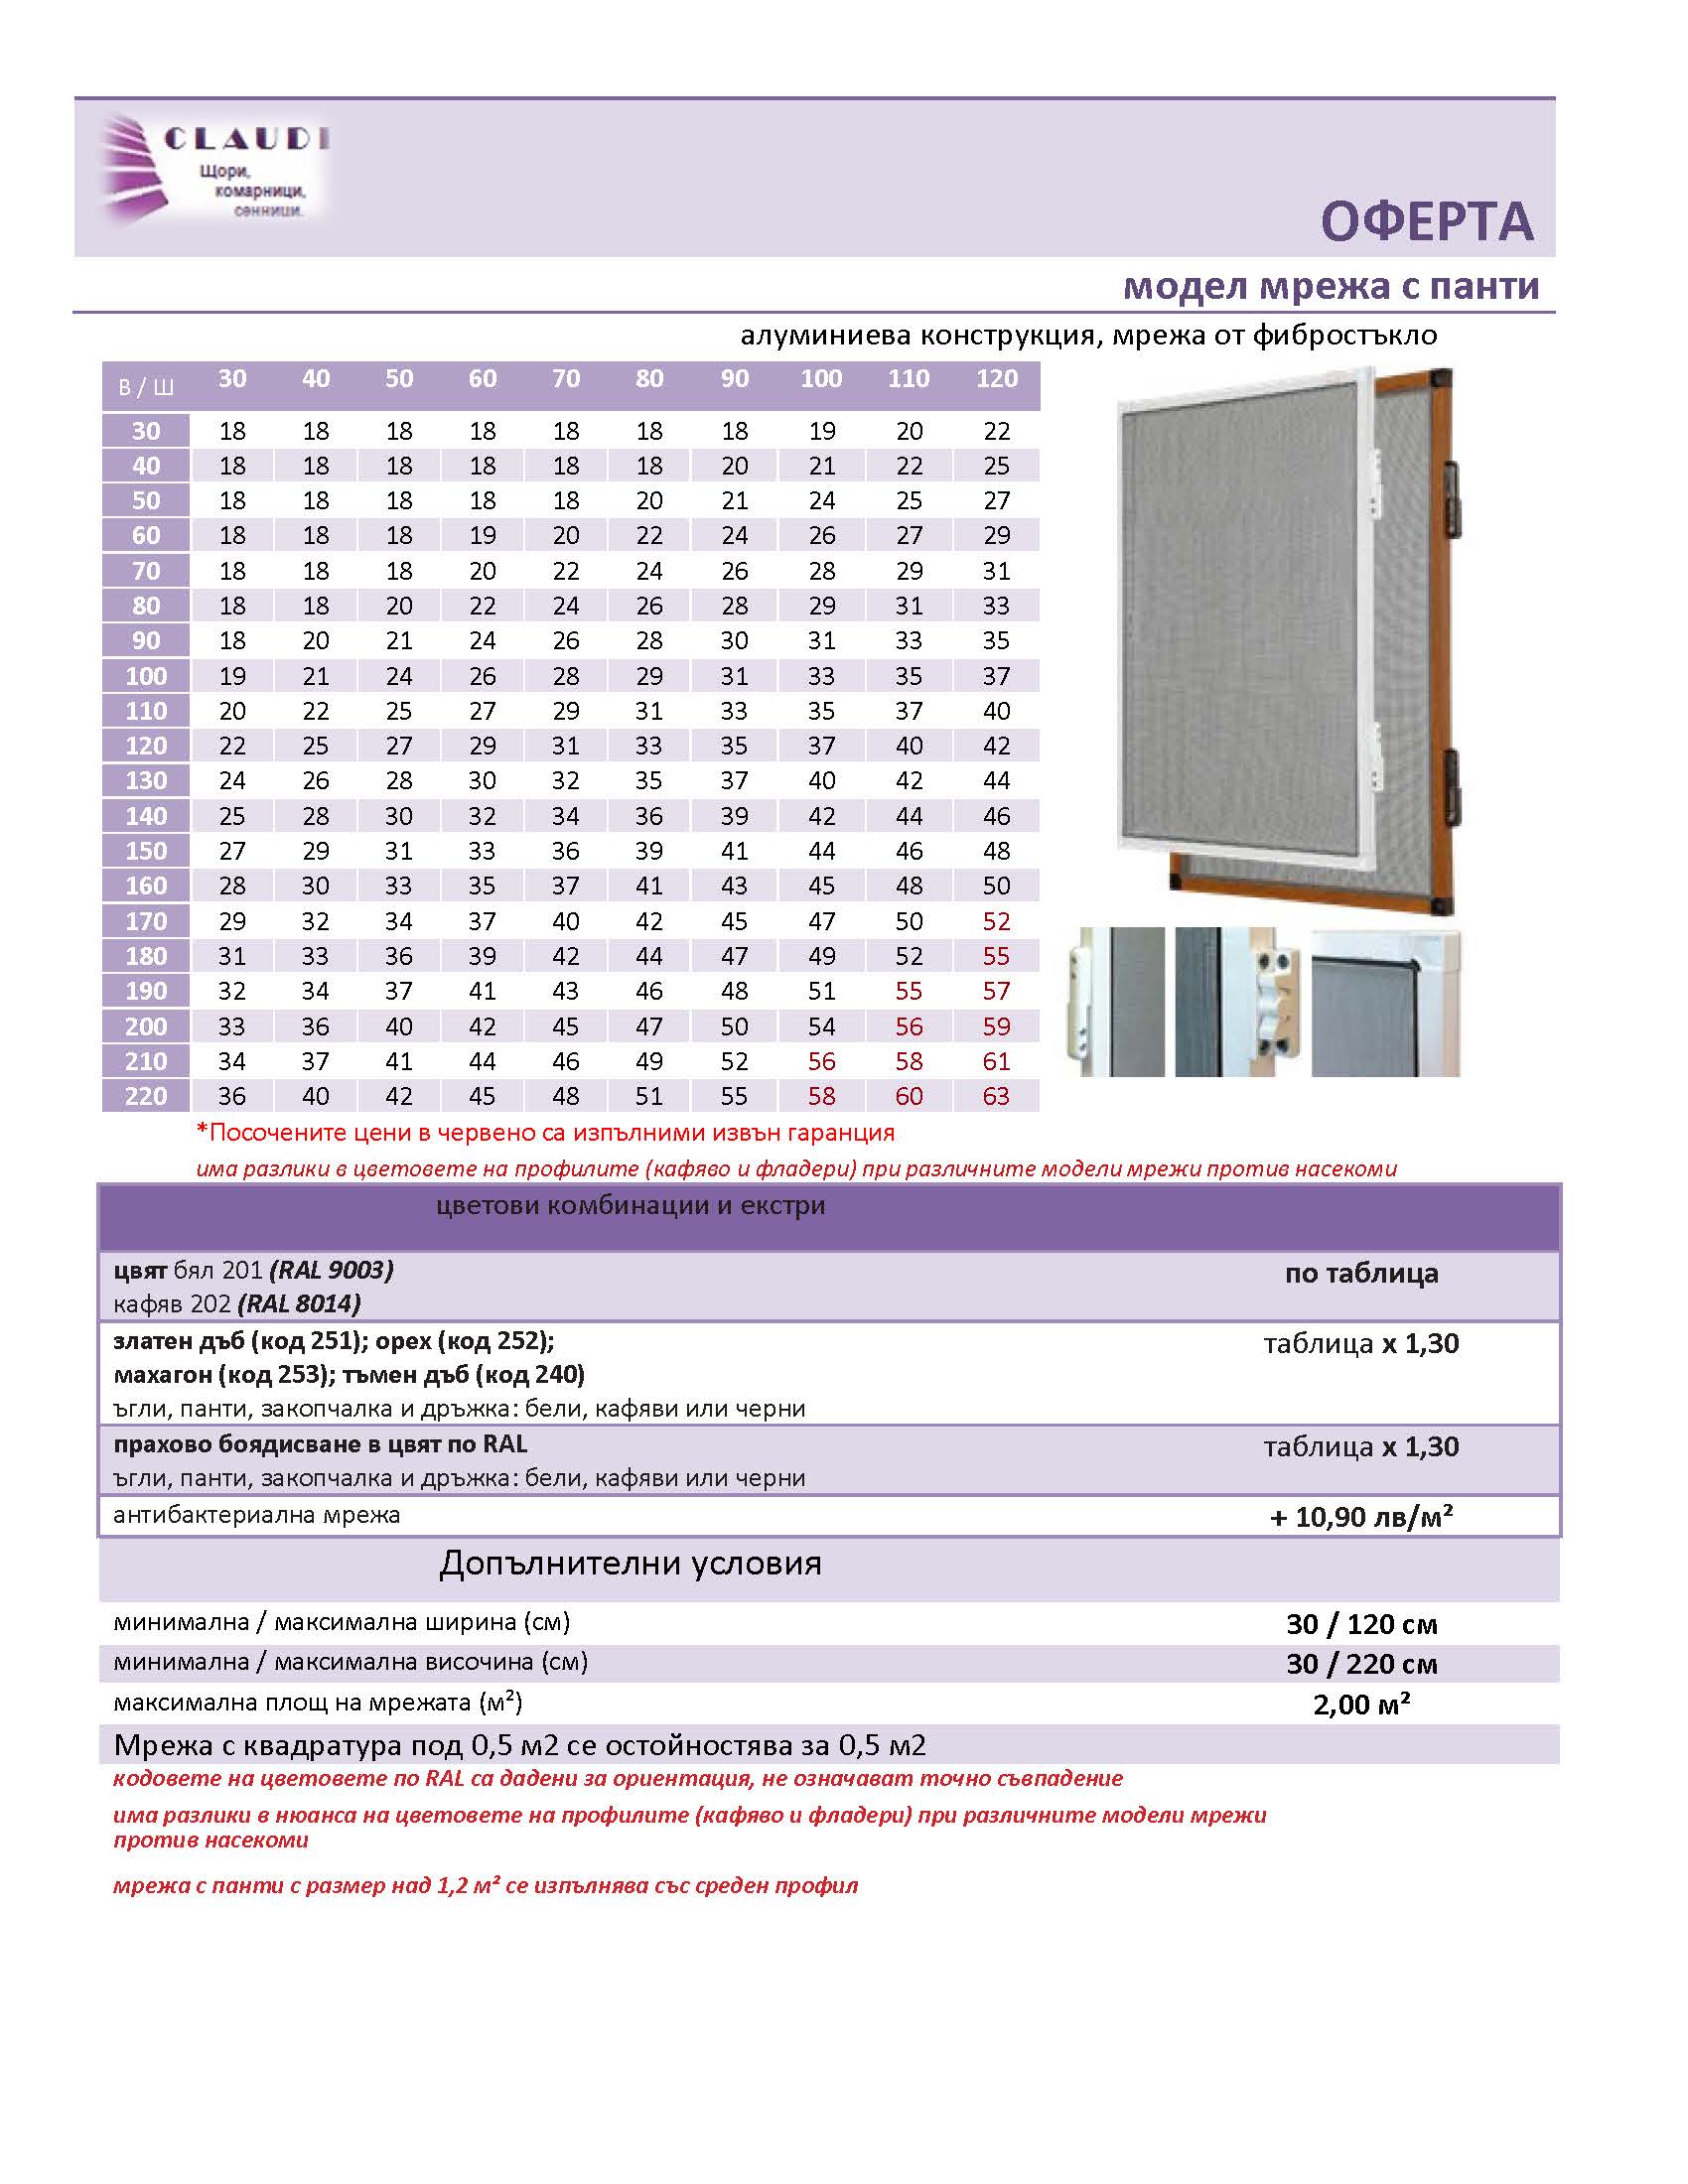 CLAUDI
Щори,
комарници,
сенници.
ОФЕРТА
модел мрежа с панти
алуминиева конструкция, мрежа от фибростъкло
В / Ш 30 40 50 60 70 80 90 100 110 120
30 18 18 18 18 18 18 18 19 20 22
40 18 18 18 18 18 18 20 21 22 25
50 18 18 18 18 18 20 21 24 25 27
60 18 18 18 19 20 22 24 26 27 29
70 18 18 18 20 22 24 26 28 29 31
80 18 18 20 22 24 26 28 29 31 33
90 18 20 21 24 26 28 30 31 33 35
100 19 21 24 26 28 29 31 33 35 37
110 20 22 25 27 29 31 33 35 37 40
120 22 25 27 29 31 33 35 37 40 42
130 24 26 28 30 32 35 37 40 42 44
140 25 28 30 32 34 36 39 42 44 46
150 27 29 31 33 36 39 41 44 46 48
160 28 30 33 35 37 41 43 45 48 50
170 29 32 34 37 40 42 45 47 50 52
180 31 33 36 39 42 44 47 49 52 55
190 32 34 37 41 43 46 48 51 55 57
200 33 36 40 42 45 47 50 54 56 59
210 34 37 41 44 46 49 52 56 58 61
220 36 40 42 45 48 51 55 58 60 63
*Посочените цени в червено са изпълними извън гаранция
има разлики в цветовете на профилите (кафяво и фладери) при различните модели мрежи против насекоми
цветови комбинации и екстри
цвят бял 201 (RAL 9003)
кафяв 202 (RAL 8014)
по таблица
златен дъб (код 251); орех (код 252);
махагон (код 253); тъмен дъб (код 240)
ъгли, панти, закопчалка и дръжка: бели, кафяви или черни
таблица x 1,30
прахово боядисване в цвят по RAL
ъгли, панти, закопчалка и дръжка: бели, кафяви или черни
таблица x 1,30
антибактериална мрежа + 10,90 лв/м²
Допълнителни условия
минимална / максимална ширина (см) 30 / 120 см
минимална / максимална височина (см) 30 / 220 см
максимална площ на мрежата (м²) 2,00 м²
Мрежа с квадратура под 0,5 м2 се остойностява за 0,5 м2
кодовете на цветовете по RAL са дадени за ориентация, не означават точно съвпадение
има разлики в нюанса на цветовете на профилите (кафяво и фладери) при различните модели мрежи
против насекоми
мрежа с панти с размер над 1,2 м² се изпълнява със среден профил